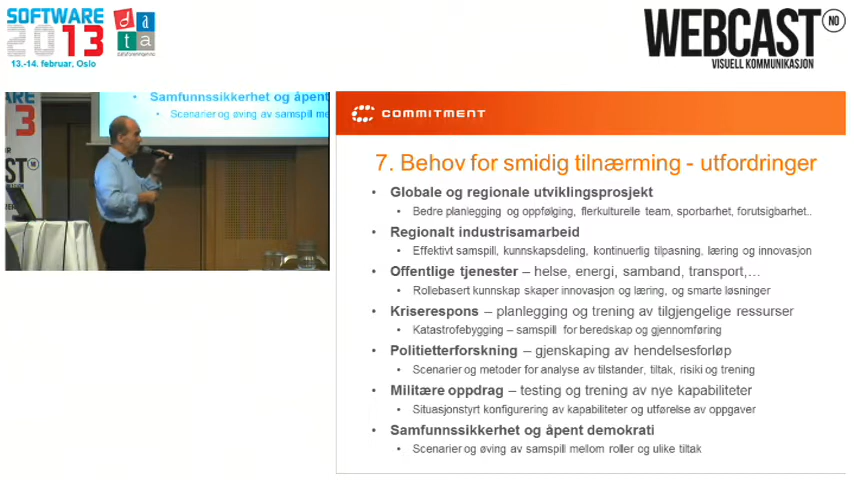 SOFTWARE
2013
13.-14. februar, Oslo
data
WEBCAST
NO
VISUELL KOMMUNIKASJON
• Samfunnssikkerhet og åpent
• Scenarier og øving av samspill me
COMMITMENT
7. Behov for smidig tilnærming - utfordringer
• Globale og regionale utviklingsprosjekt
• Bedre planlegging og oppfølging, flerkulturelle team, sporbarhet, forutsigbarhet..
• Regionalt industrisamarbeid
• Effektivt samspill, kunnskapsdeling, kontinuerlig tilpasning, læring og innovasjon
• Offentlige tjenester – helse, energi, samband, transport,...
• Rollebasert kunnskap skaper innovasjon og læring, og smarte løsninger
• Kriserespons – planlegging og trening av tilgjengelige ressurser
• Katastrofebygging – samspill for beredskap og gjennomføring
• Politietterforskning – gjenskaping av hendelsesforløp
• Scenarier og metoder for analyse av tilstander, tiltak, risiki og trening
• Militære oppdrag – testing og trening av nye kapabiliteter
• Situasjonstyrt konfigurering av kapabiliteter og utførelse av oppgaver
• Samfunnssikkerhet og åpent demokrati
• Scenarier og øving av samspill mellom roller og ulike tiltak